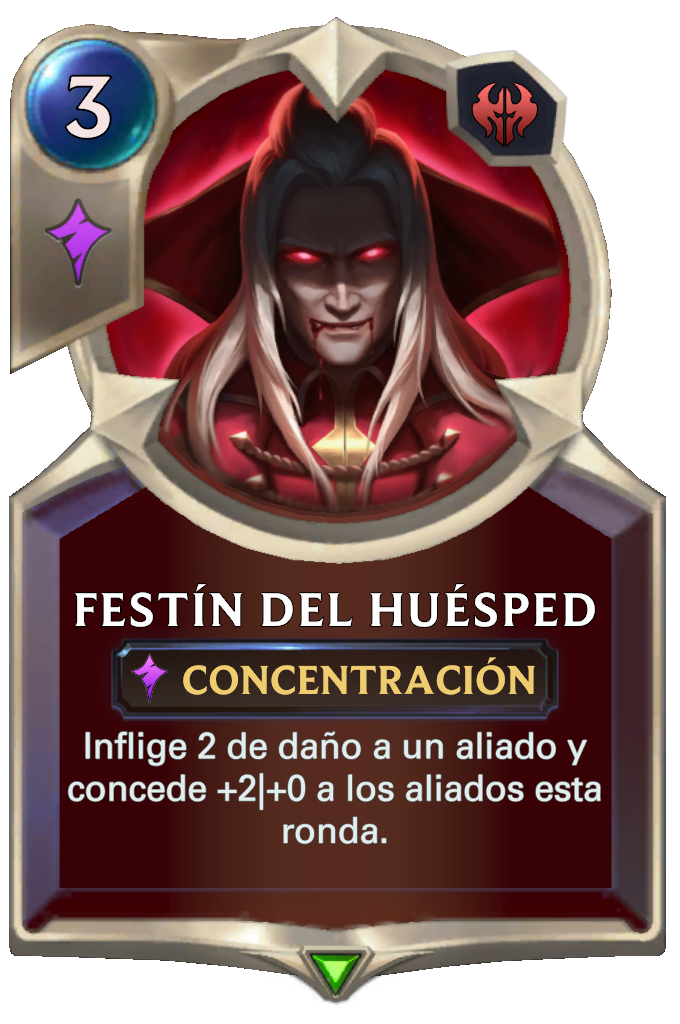 3
FESTÍN DEL HUÉSPED
CONCENTRACIÓN
Inflige 2 de daño a un aliado y
concede +2|+0 a los aliados esta
ronda.